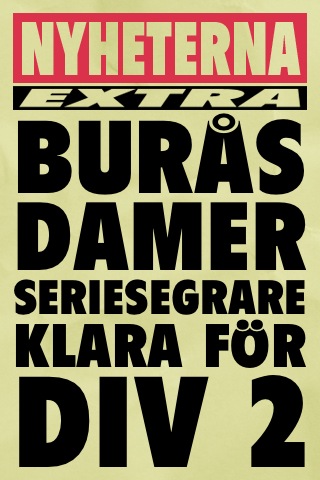 NYHETERNA
EXTRA
BURÅS
DAMER
SERIESEGRARE
KLARA FÖR
DIV 2